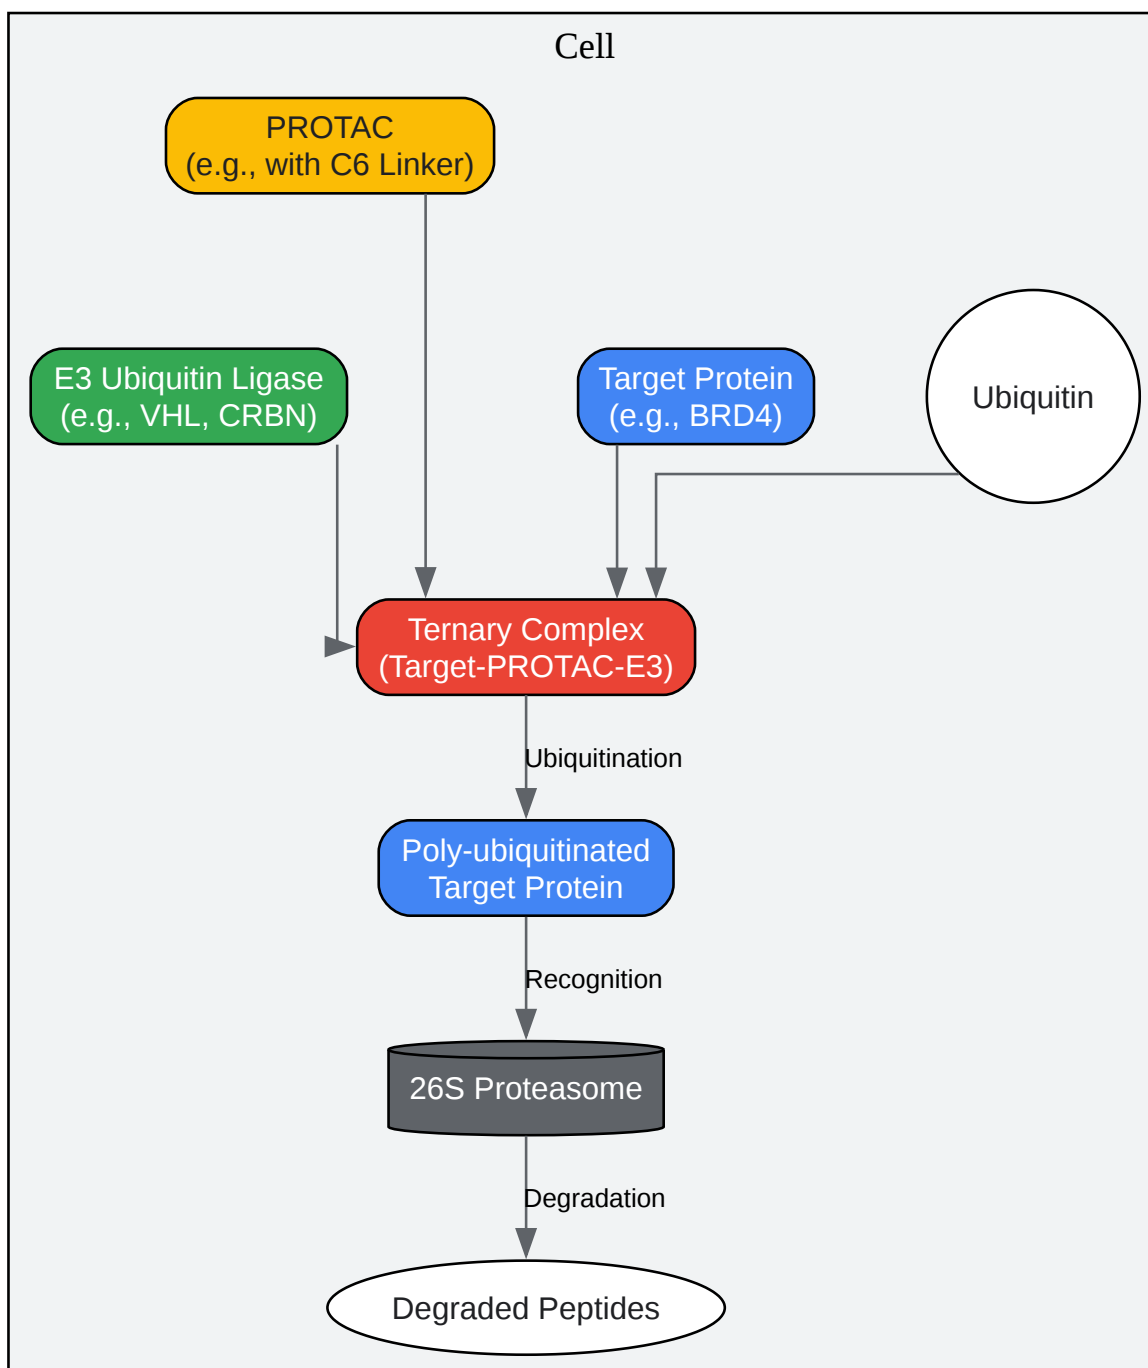 Cell
PROTAC
(e.g., with C6 Linker)
E3 Ubiquitin Ligase
(e.g., VHL, CRBN)
Target Protein
(e.g., BRD4)
Ubiquitin
Ternary Complex
(Target-PROTAC-E3)
Ubiquitination
Poly-ubiquitinated
Target Protein
Recognition
26S Proteasome
Degradation
Degraded Peptides